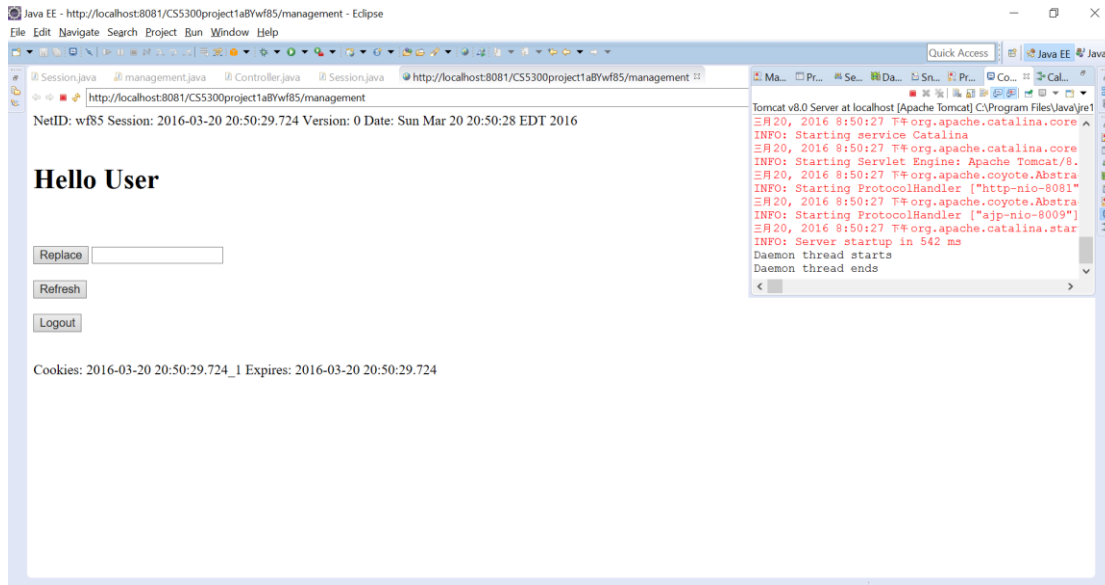 Java EE - http://localhost:8081/CS5300project1aBYwf85/management - Eclipse
File Edit Navigate Search Project Run Window Help
Quick Access Java EE Java
Session.java management.java Controller.java Session.java http://localhost:8081/CS5300project1aBYwf85/management
Ma... Pr... Se... Da... Sn... Pr... Co... Cal...
http://localhost:8081/CS5300project1aBYwf85/management
Tomcat v8.0 Server at localhost [Apache Tomcat] C:\Program Files\Java\jre1
NetID: wf85 Session: 2016-03-20 20:50:29.724 Version: 0 Date: Sun Mar 20 20:50:28 EDT 2016
Hello User
Replace
Refresh
Logout
Cookies: 2016-03-20 20:50:29.724_1 Expires: 2016-03-20 20:50:29.724
三月20, 2016 8:50:27 下午 org.apache.catalina.core
INFO: Starting service Catalina
三月20, 2016 8:50:27 下午 org.apache.catalina.core
INFO: Starting Servlet Engine: Apache Tomcat/8.
三月20, 2016 8:50:27 下午 org.apache.coyote.Abstra
INFO: Starting ProtocolHandler ["http-nio-8081"
三月20, 2016 8:50:27 下午 org.apache.coyote.Abstra
INFO: Starting ProtocolHandler ["ajp-nio-8009"]
三月20, 2016 8:50:27 下午 org.apache.catalina.star
INFO: Server startup in 542 ms
Daemon thread starts
Daemon thread ends